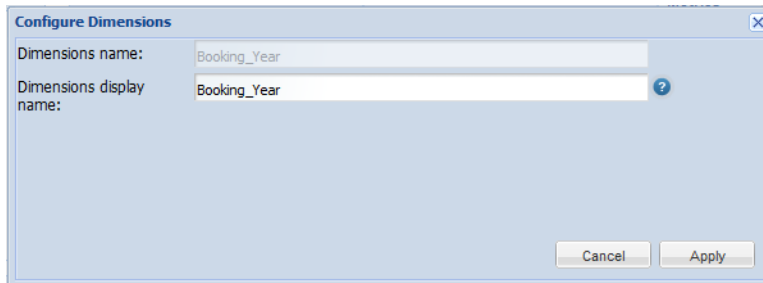 Configure Dimensions
Dimensions name:
Booking_Year
Dimensions display
name:
Booking_Year
?
Cancel
Apply